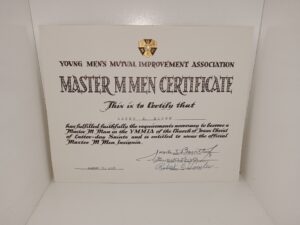 YOUNG MEN'S MUTUAL IMPROVEMENT ASSOCIATION
MASTER M MEN CERTIFICATE
This is to Certify that
has fulfilled faithfully the requirements necessary to become a
Master M Man in the YMMIA of the Church of Jesus Christ
of Latter-day Saints and is entitled to wear the official
Master M Men Insignia.